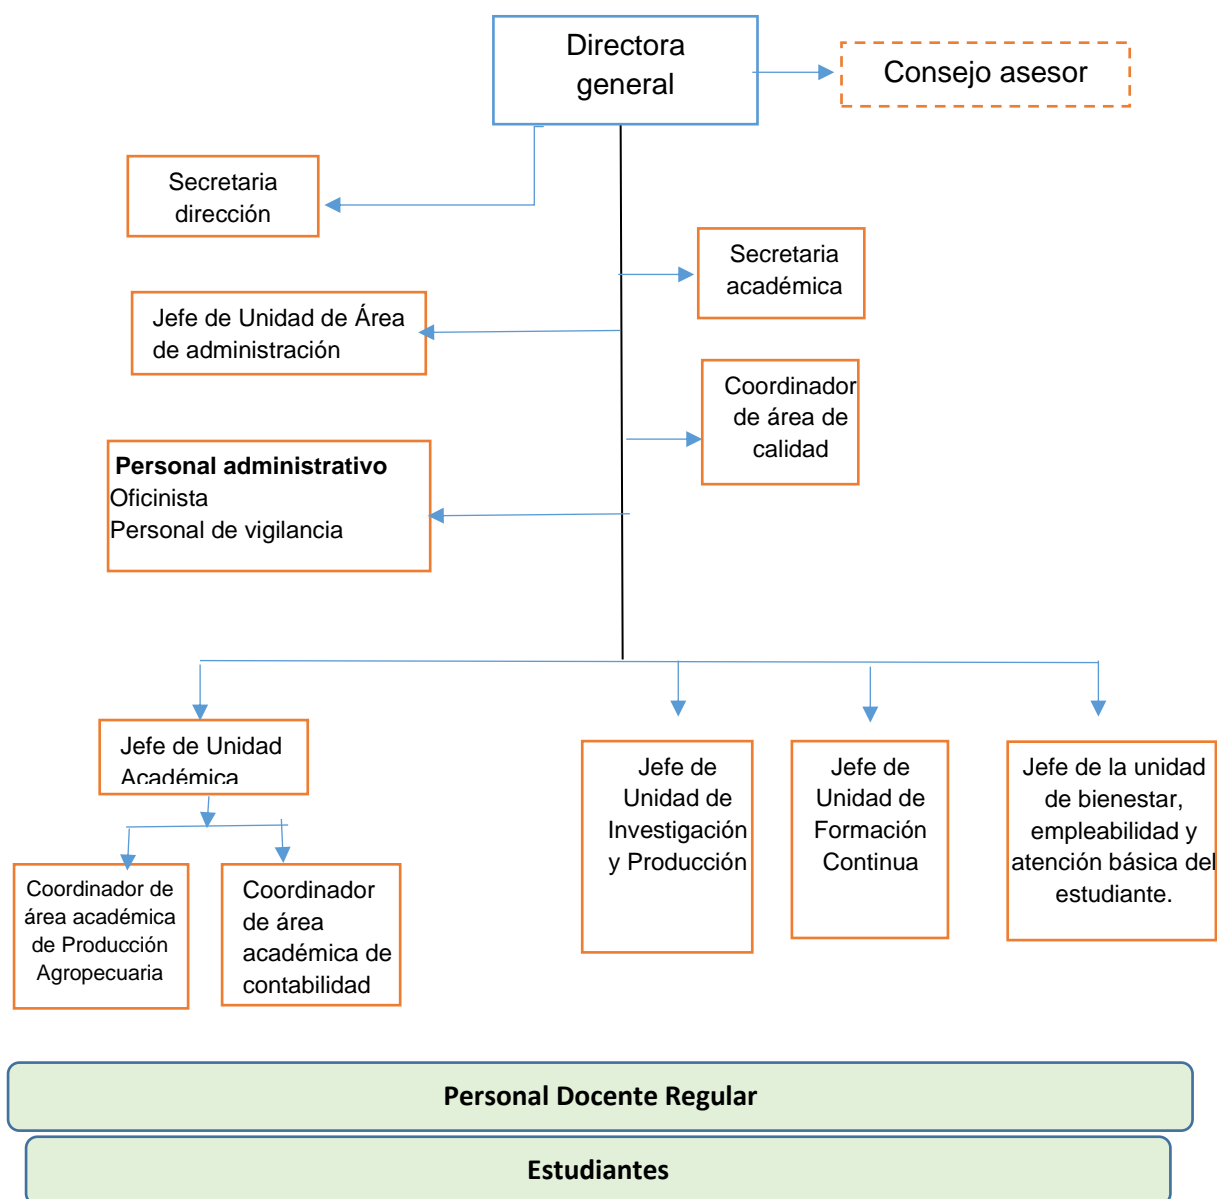 Directora
general
Consejo asesor
Secretaria
dirección
Secretaria
académica
Jefe de Unidad de Área
de administración
Coordinador
de área de
calidad
Personal administrativo
Oficinista
Personal de vigilancia
Jefe de Unidad
Académica
Jefe de
Unidad de
Investigación
y Producción
Jefe de
Unidad de
Formación
Continua
Jefe de la unidad
de bienestar,
empleabilidad y
atención básica del
estudiante.
Coordinador de
área académica
de Producción
Agropecuaria
Coordinador
de área
académica de
contabilidad
Personal Docente Regular
Estudiantes